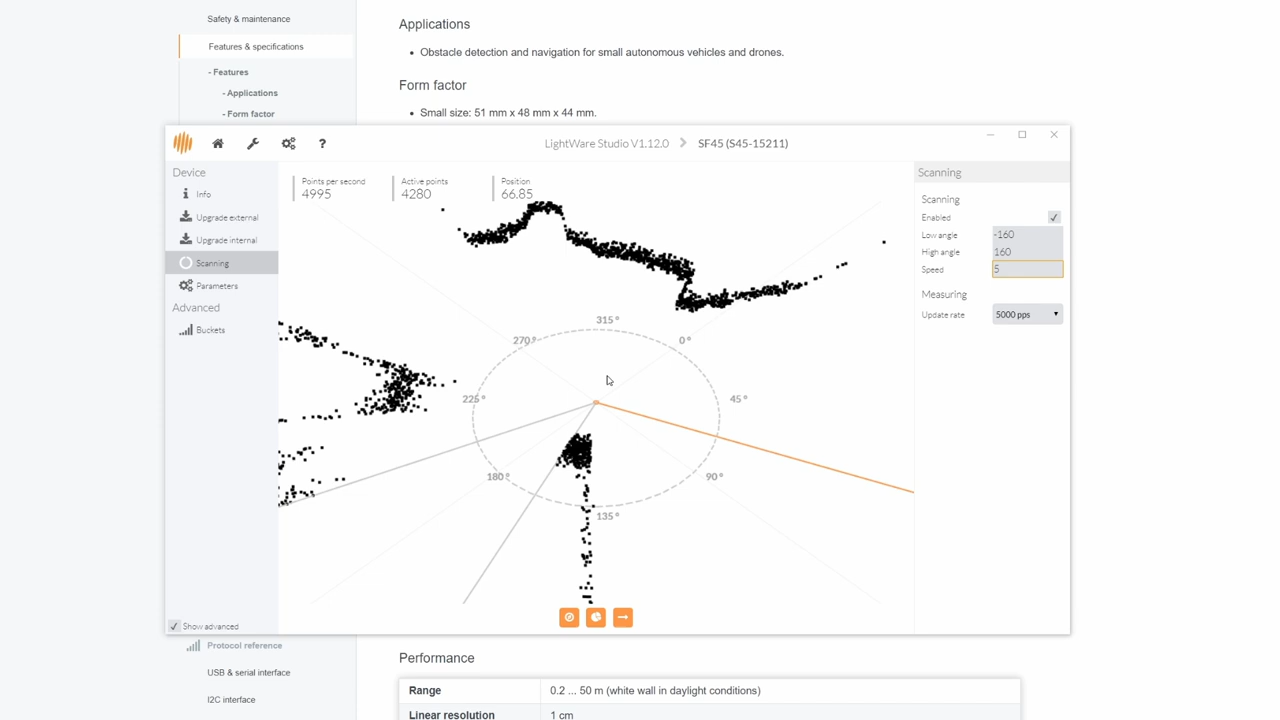 Safety & maintenance
Features & specifications
- Features
- Applications
- Form factor
Applications
Obstacle detection and navigation for small autonomous vehicles and drones.
Form factor
Small size: 51 mm x 48 mm x 44 mm.
?
LightWare Studio V1.12.0
SF45 (S45-15211)
Device
Info
Upgrade external
Upgrade internal
Scanning
Parameters
Advanced
Buckets
Show advanced
Points per second
4995
Active points
4280
Position
66.85
315°
270°
0°
225°
45°
180°
90°
135°
Scanning
Scanning
Enabled
Low angle -160
High angle 160
Speed 5
Measuring
Update rate 5000 pps
Protocol reference
USB & serial interface
I2C interface
Performance
Range 0.2 ... 50 m (white wall in daylight conditions)
Linear resolution 1 cm